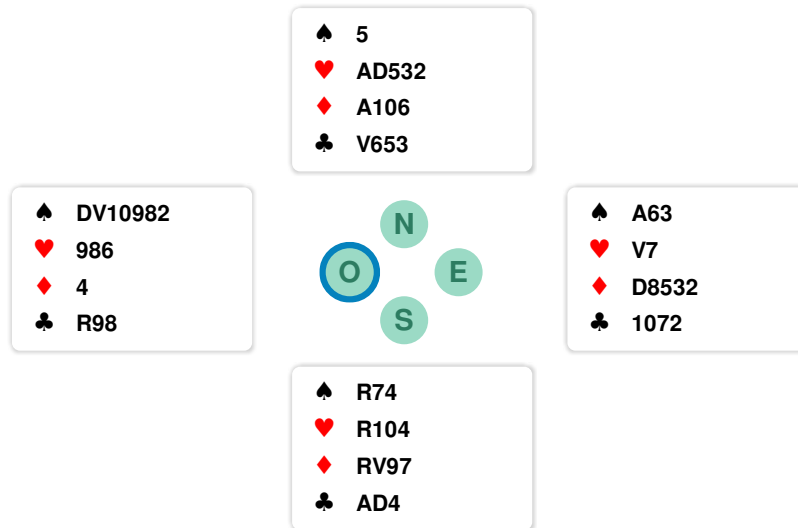 ♠ 5
♥ AD532
♦ A106
♣ V653
♠ DV10982
♥ 986
♦ 4
♣ R98
N
O E
S
♠ A63
♥ V7
♦ D8532
♣ 1072
♠ R74
♥ R104
♦ RV97
♣ AD4